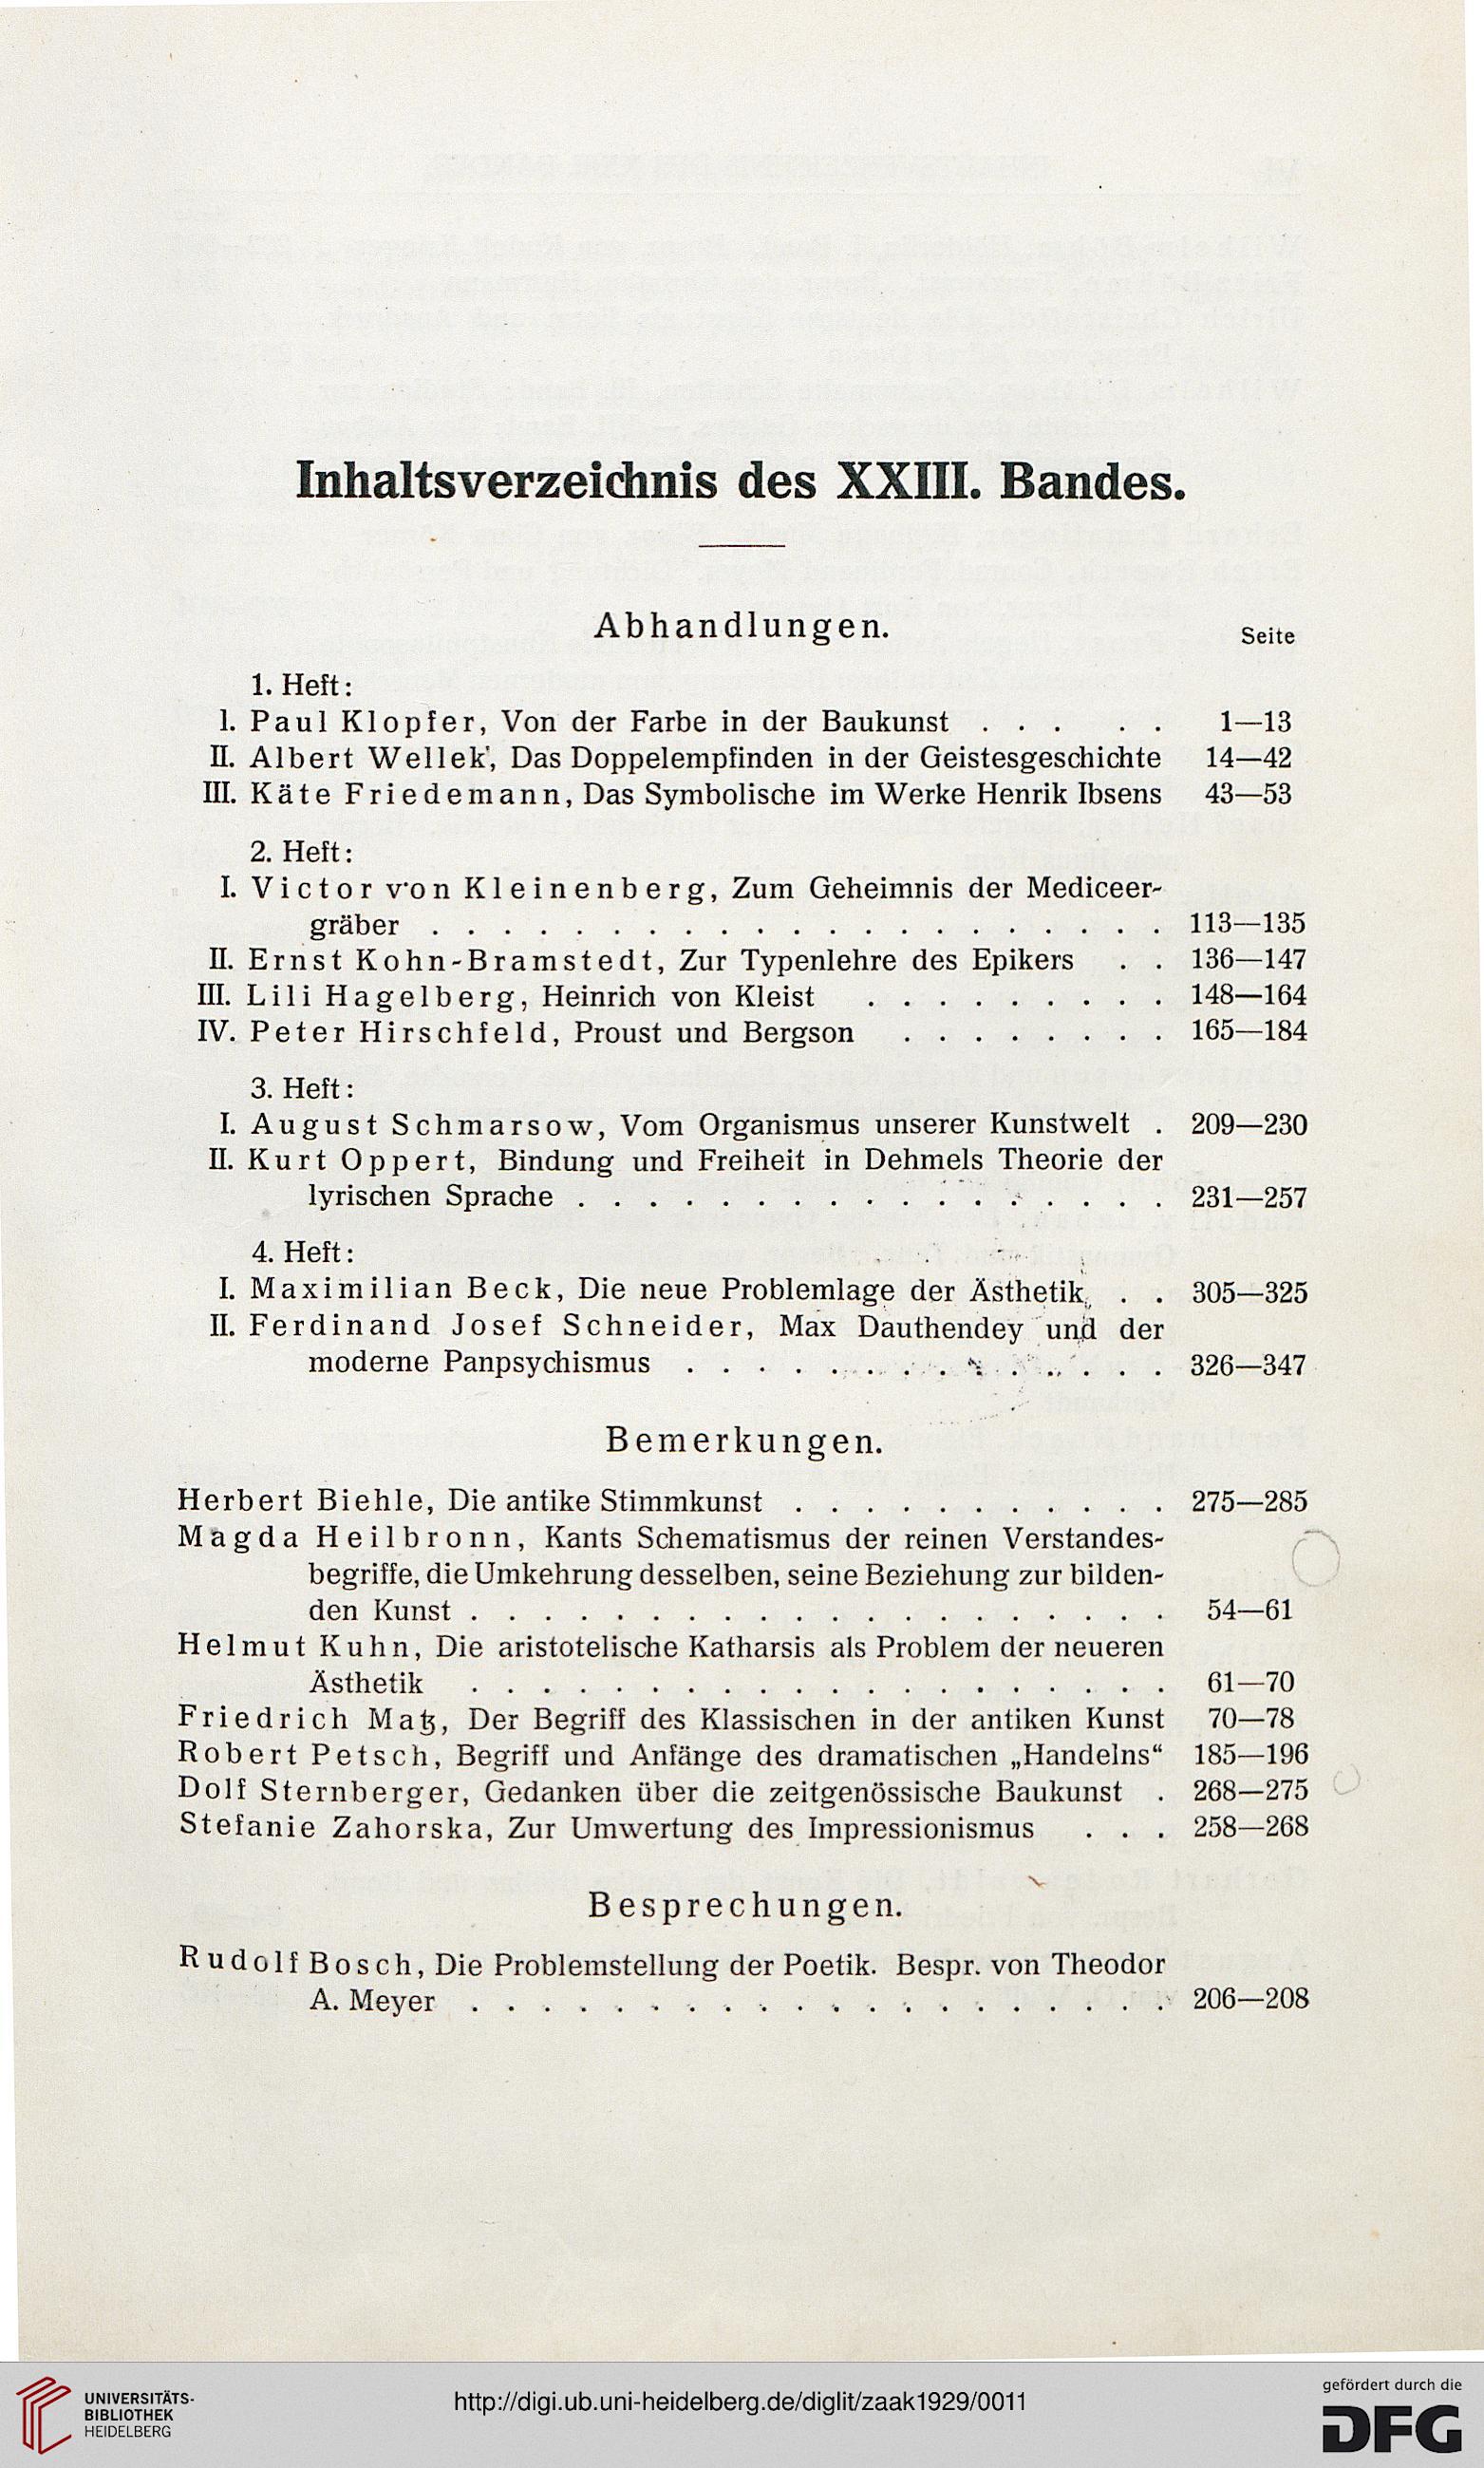 Inhaltsverzeichnis des XXIII. Bandes.
Abhandlungen.
Seite
1. Heft:
I. Paul Klopfer, Von der Farbe in der Baukunst . . . . . 1—13
II. Albert Wellek, Das Doppelempfinden in der Geistesgeschichte 14—42
III. Käte Friedemann, Das Symbolische im Werke Henrik Ibsens 43—53
2. Heft:
I. Victor von Kleinenberg, Zum Geheimnis der Mediceer-
gräber . . . . . . . . . . . . . . . . . . . . . 113—135
II. Ernst Kohn-Bramstedt, Zur Typenlehre des Epikers . . 136—147
III. Lili Hagelberg, Heinrich von Kleist . . . . . . . . . 148—164
IV. Peter Hirschfeld, Proust und Bergson . . . . . . . . 165—184
3. Heft:
I. August Schmarsow, Vom Organismus unserer Kunstwelt . 209—230
II. Kurt Oppert, Bindung und Freiheit in Dehmels Theorie der
lyrischen Sprache . . . . . . . . . . . . . . . . . 231—257
4. Heft:
I. Maximilian Beck, Die neue Problemlage der Ästhetik . . 305—325
II. Ferdinand Josef Schneider, Max Dauthendey und der
moderne Panpsychismus . . . . . . . . . . . . . . 326—347
Bemerkungen.
Herbert Biehle, Die antike Stimmkunst . . . . . . . . . . . 275—285
Magda Heilbronn, Kants Schematismus der reinen Verstandes-
begriffe, die Umkehrung desselben, seine Beziehung zur bilden-
den Kunst . . . . . . . . . . . . . . . . . . . . 54—61
Helmut Kuhn, Die aristotelische Katharsis als Problem der neueren
Ästhetik . . . . . . . . . . . . . . . . . . . . 61—70
Friedrich Matz, Der Begriff des Klassischen in der antiken Kunst 70—78
Robert Petsch, Begriff und Anfänge des dramatischen „Handelns“ 185—196
Dolf Sternberger, Gedanken über die zeitgenössische Baukunst . 268—275
Stefanie Zahorska, Zur Umwertung des Impressionismus . . . 258—268
Besprechungen.
Rudolf Bosch, Die Problemstellung der Poetik. Bespr. von Theodor
A. Meyer . . . . . . . . . . . . . . . . . . . . 206—208
UNIVERSITÄTS-
BIBLIOTHEK
HEIDELBERG
http://digi.ub.uni-heidelberg.de/diglit/zaak1929/0011
gefördert durch die
DFG